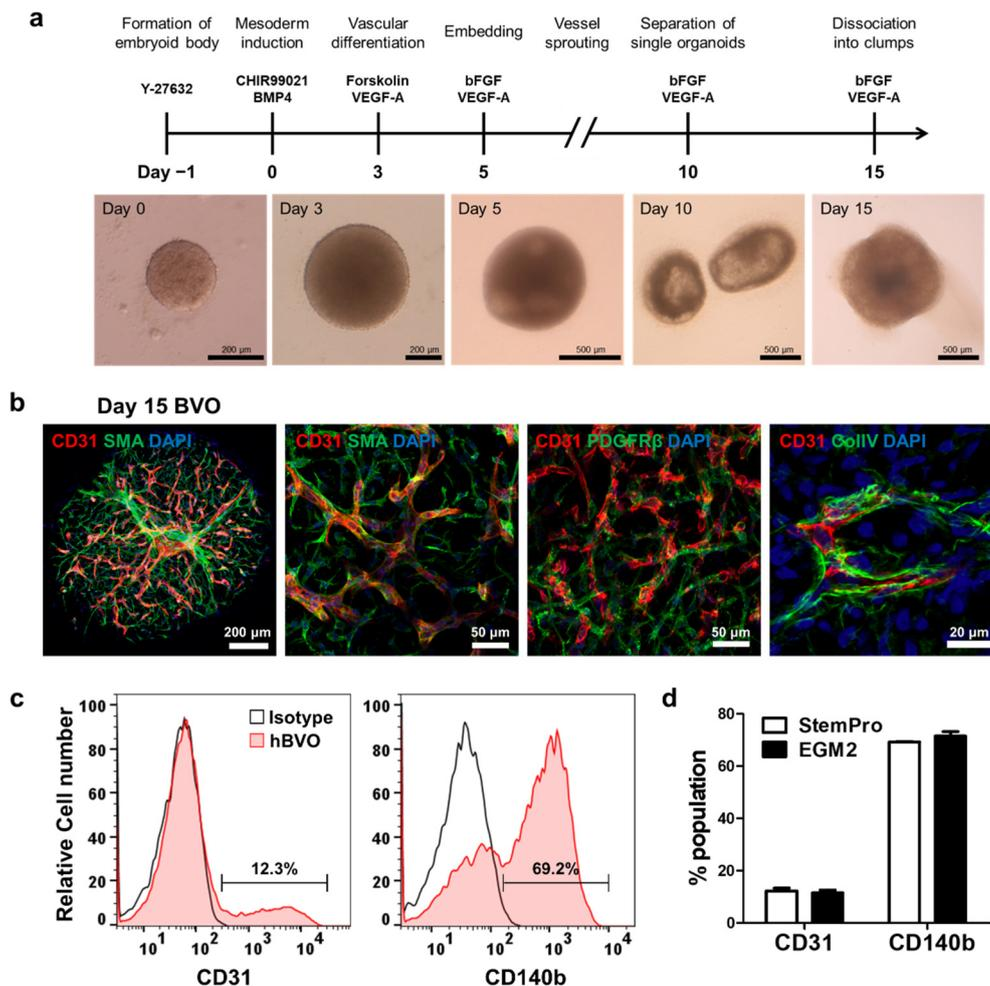 a
Formation of embryoid body
Mesoderm induction
Vascular differentiation
Embedding
Vessel sprouting
Separation of single organoids
Dissociation into clumps
Y-27632
CHIR99021 BMP4
Forskolin VEGF-A
bFGF VEGF-A
bFGF VEGF-A
bFGF VEGF-A
Day −1
0
3
5
10
15
Day 0
Day 3
Day 5
Day 10
Day 15
200 µm
200 µm
500 µm
500 µm
500 µm
b
Day 15 BVO
CD31 SMA DAPI
CD31 SMA DAPI
CD31 PDGFRβ DAPI
CD31 ColIV DAPI
200 µm
50 µm
50 µm
20 µm
c
Relative Cell number
100
80
60
40
20
0
Isotype
hBVO
12.3%
10¹ 10² 10³ 10⁴
CD31
100
80
60
40
20
0
69.2%
10¹ 10² 10³ 10⁴
CD140b
d
% population
80
60
40
20
0
StemPro
EGM2
CD31
CD140b